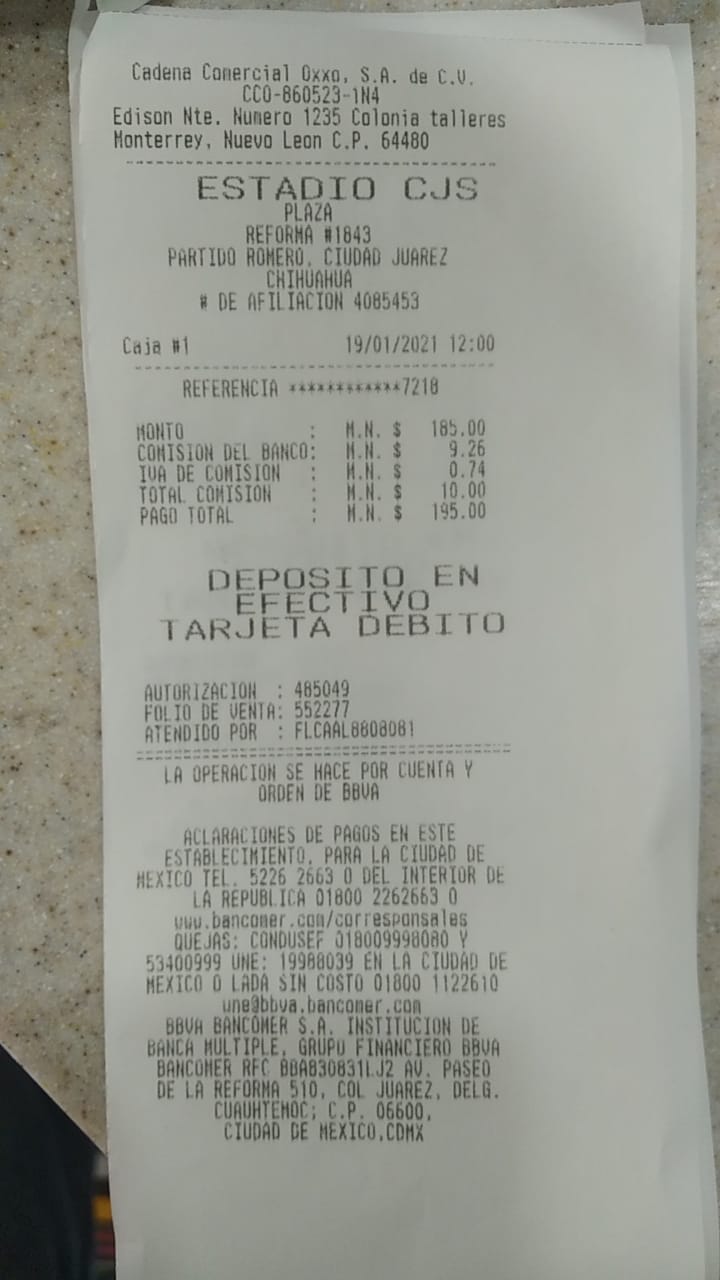 Cadena Comercial Oxxo, S.A. de C.V.
CCO-860523-1N4
Edison Nte. Numero 1235 Colonia talleres
Monterrey, Nuevo Leon C.P. 64480
ESTADIO CJS
PLAZA
REFORMA #1843
PARTIDO ROMERO, CIUDAD JUAREZ
CHIHUAHUA
# DE AFILIACION 4085453
Caja #1 19/01/2021 12:00
REFERENCIA ************7218
MONTO : M.N. $ 185.00
COMISION DEL BANCO: M.N. $ 9.26
IVA DE COMISION : M.N. $ 0.74
TOTAL COMISION : M.N. $ 10.00
PAGO TOTAL : M.N. $ 195.00
DEPOSITO EN
EFECTIVO
TARJETA DEBITO
AUTORIZACION : 485049
FOLIO DE VENTA: 552277
ATENDIDO POR : FLCAAL8808081
LA OPERACION SE HACE POR CUENTA Y
ORDEN DE BBVA
ACLARACIONES DE PAGOS EN ESTE
ESTABLECIMIENTO, PARA LA CIUDAD DE
MEXICO TEL. 5226 2663 O DEL INTERIOR DE
LA REPUBLICA 01800 2262663 O
www.bancomer.com/corresponsales
QUEJAS: CONDUSEF 018009998080 Y
53400999 UNE: 19988039 EN LA CIUDAD DE
MEXICO O LADA SIN COSTO 01800 1122610
une@bbva.bancomer.com
BBVA BANCOMER S.A. INSTITUCION DE
BANCA MULTIPLE, GRUPO FINANCIERO BBVA
BANCOMER RFC BBA830831LJ2 AV. PASEO
DE LA REFORMA 510, COL JUAREZ, DELG.
CUAUHTEMOC; C.P. 06600,
CIUDAD DE MEXICO,CDMX